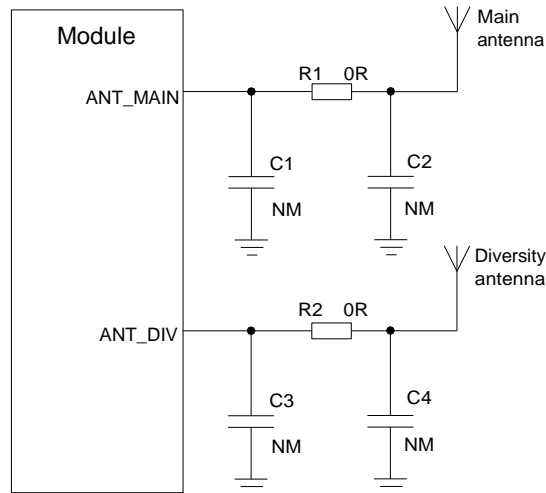 Module
Main
antenna
R1 0R
ANT_MAIN
C1
C2
NM
NM
Diversity
antenna
R2 0R
ANT_DIV
C3
C4
NM
NM